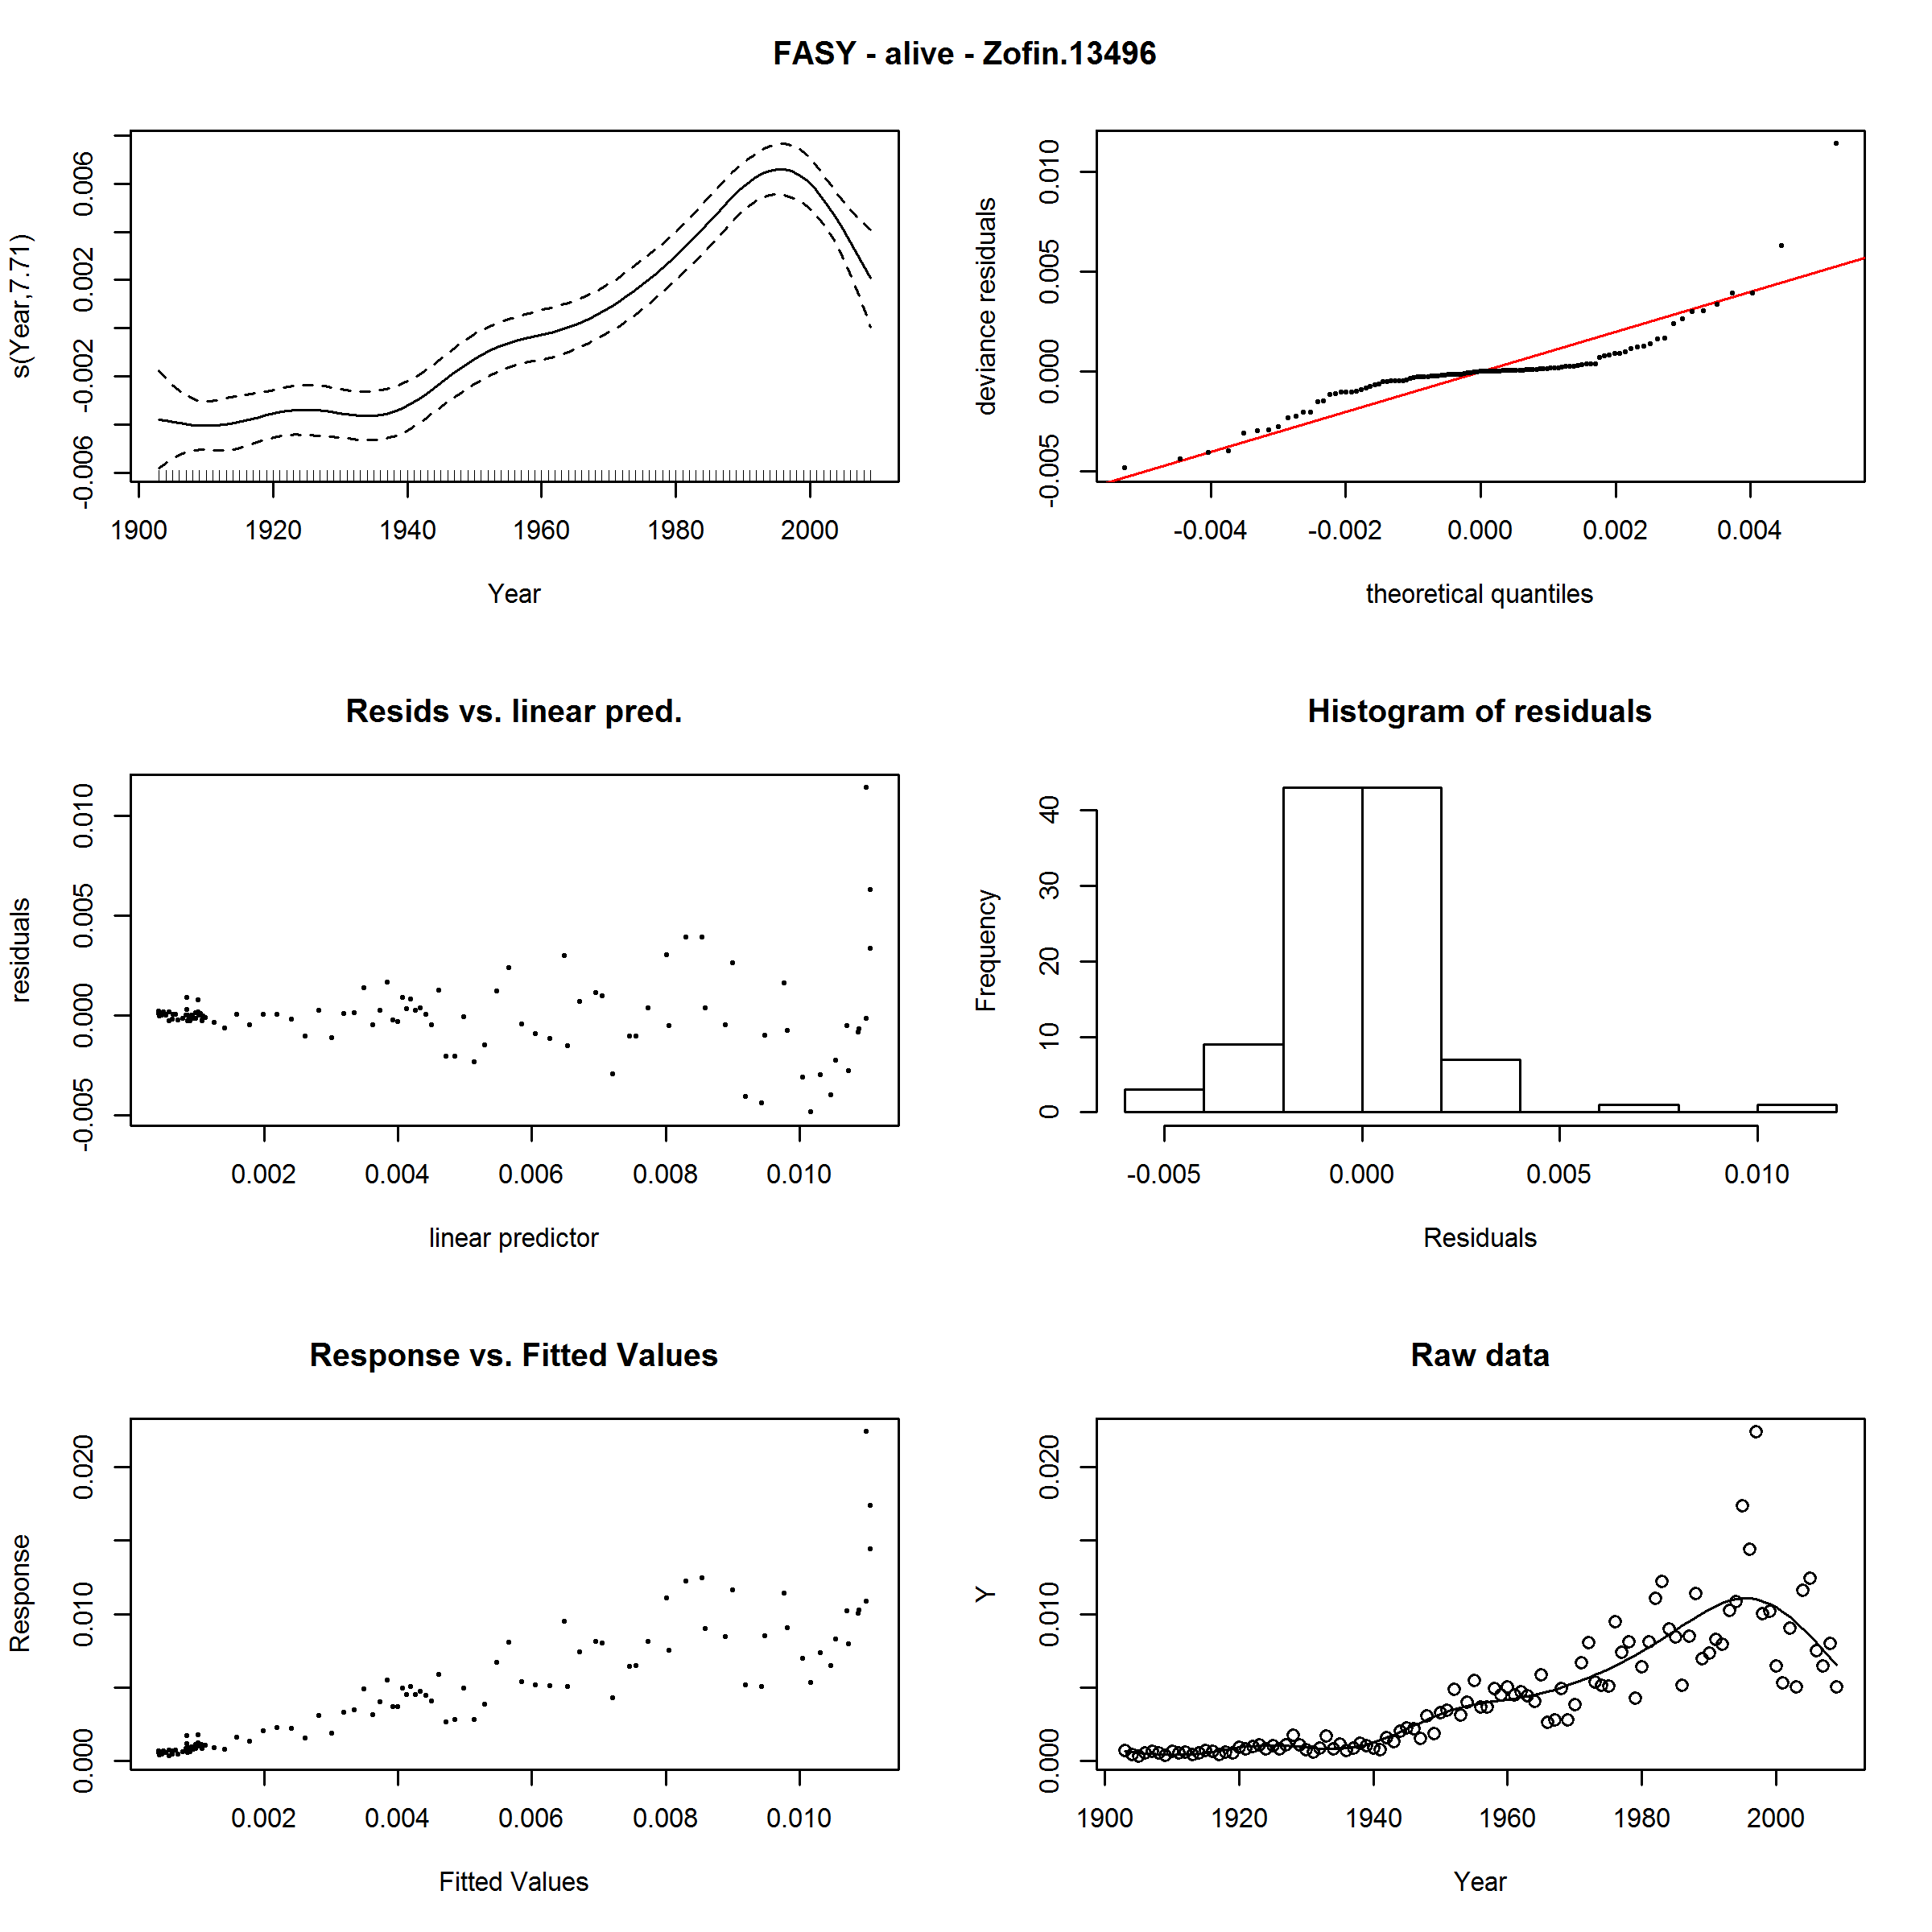 FASY - alive - Zofin.13496
s(Year,7.71)
-0.006 -0.002 0.002 0.006
1900 1920 1940 1960 1980 2000
Year
deviance residuals
-0.005 0.000 0.005 0.010
-0.004 -0.002 0.000 0.002 0.004
theoretical quantiles
Resids vs. linear pred.
residuals
-0.005 0.000 0.005 0.010
0.002 0.004 0.006 0.008 0.010
linear predictor
Histogram of residuals
Frequency
0 10 20 30 40
-0.005 0.000 0.005 0.010
Residuals
Response vs. Fitted Values
Response
0.000 0.010 0.020
0.002 0.004 0.006 0.008 0.010
Fitted Values
Raw data
Y
0.000 0.010 0.020
1900 1920 1940 1960 1980 2000
Year